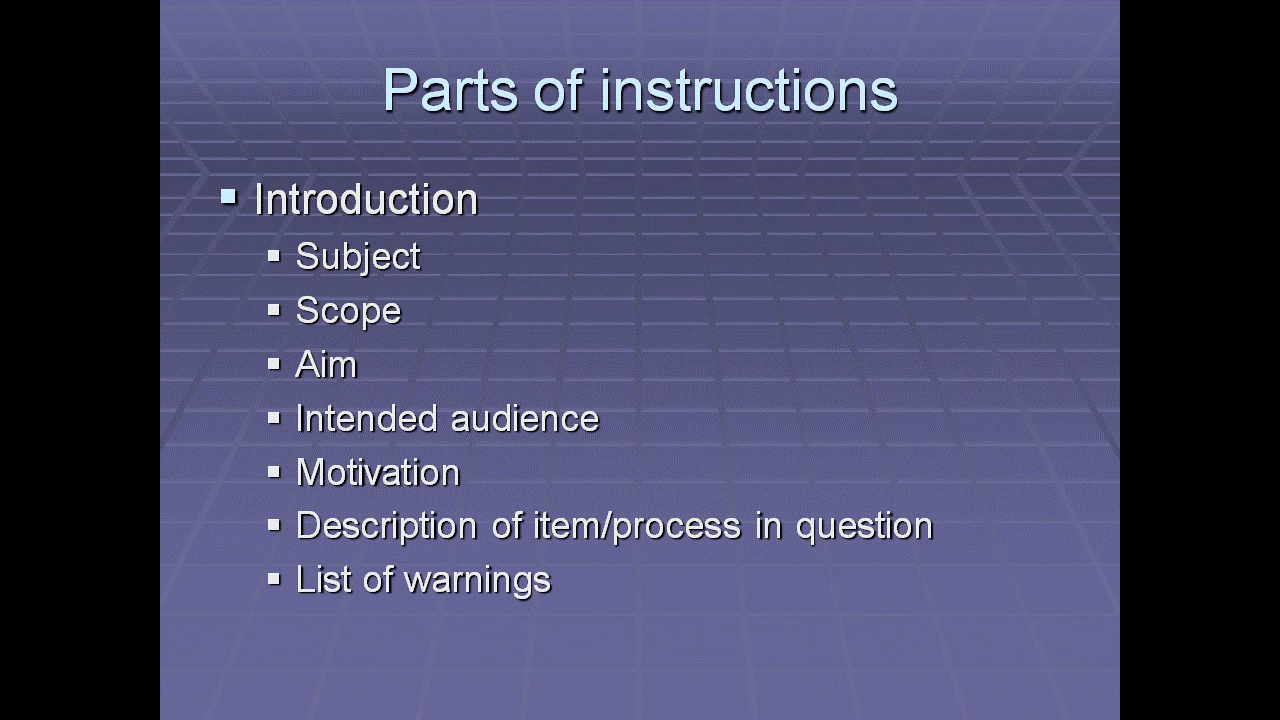 Parts of instructions
Introduction
Subject
Scope
Aim
Intended audience
Motivation
Description of item/process in question
List of warnings